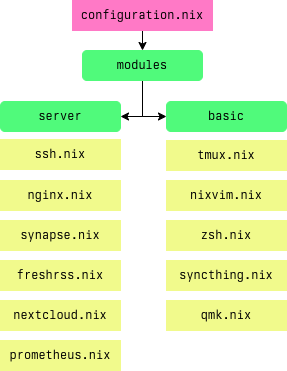 configuration.nix
modules
server
basic
ssh.nix
tmux.nix
nginx.nix
nixvim.nix
synapse.nix
zsh.nix
freshrss.nix
syncthing.nix
nextcloud.nix
qmk.nix
prometheus.nix